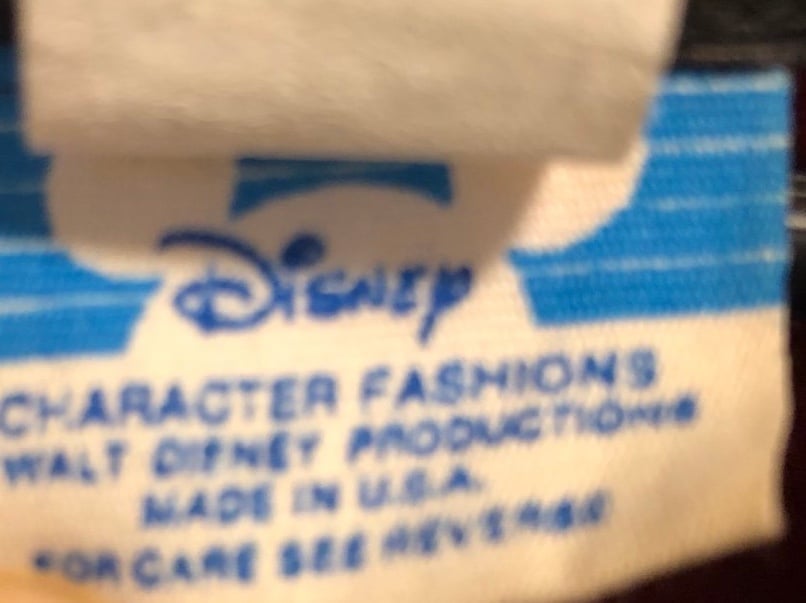 Disney
CHARACTER FASHIONS
WALT DISNEY PRODUCTIONS
MADE IN U.S.A.
FOR CARE SEE REVERSE